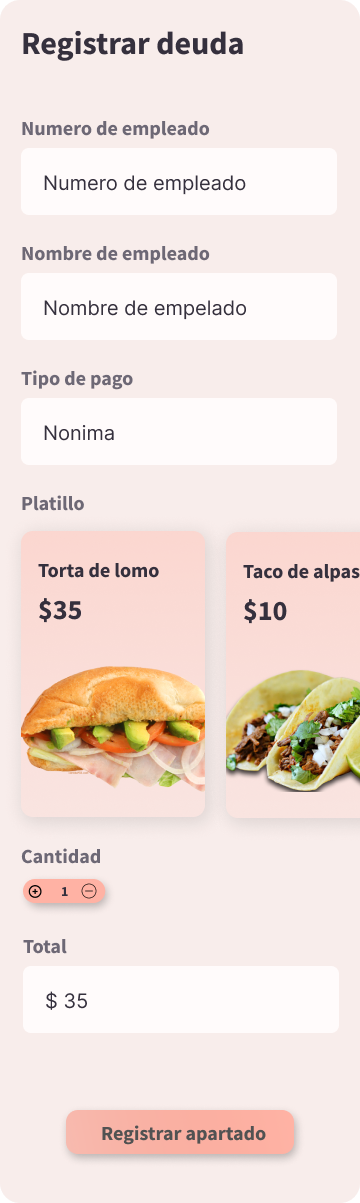 Registrar deuda
Numero de empleado
Numero de empleado
Nombre de empleado
Nombre de empelado
Tipo de pago
Nonima
Platillo
Torta de lomo
$35
Taco de alpas
$10
Cantidad
1
Total
$ 35
Registrar apartado